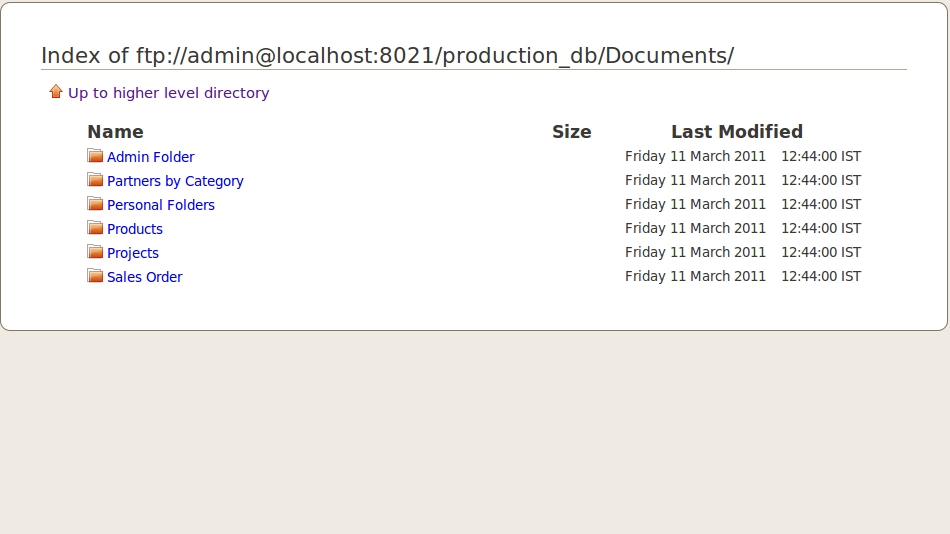 Index of ftp://admin@localhost:8021/production_db/Documents/
Up to higher level directory
Name Size Last Modified
Admin Folder Friday 11 March 2011 12:44:00 IST
Partners by Category Friday 11 March 2011 12:44:00 IST
Personal Folders Friday 11 March 2011 12:44:00 IST
Products Friday 11 March 2011 12:44:00 IST
Projects Friday 11 March 2011 12:44:00 IST
Sales Order Friday 11 March 2011 12:44:00 IST